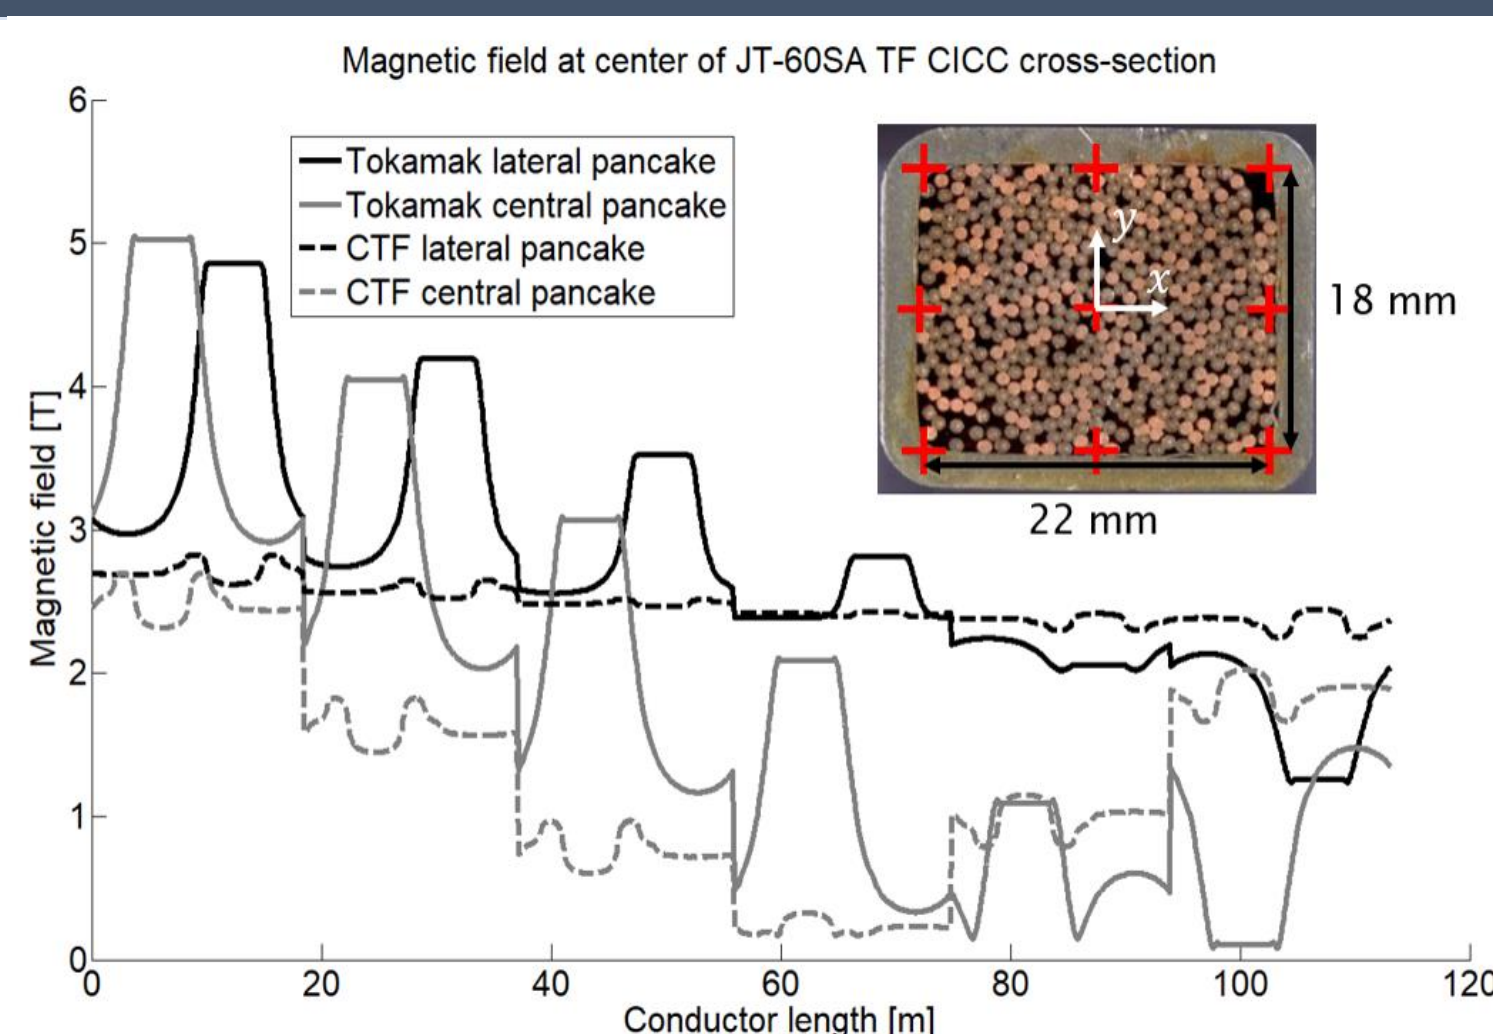 Magnetic field at center of JT-60SA TF CICC cross-section
6
5
4
3
2
1
0
Magnetic field [T]
Tokamak lateral pancake
Tokamak central pancake
CTF lateral pancake
CTF central pancake
y
x
18 mm
22 mm
0
20
40
60
80
100
120
Conductor length [m]